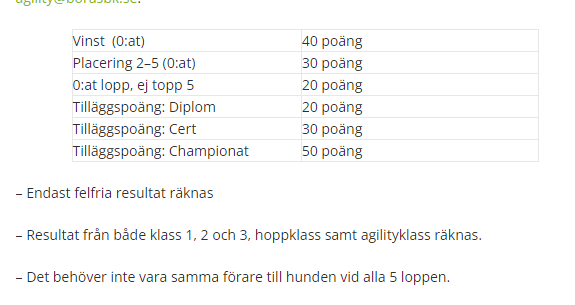 agility@borasbk.se.
Vinst (0:at) 40 poäng
Placering 2–5 (0:at) 30 poäng
0:at lopp, ej topp 5 20 poäng
Tilläggspoäng: Diplom 20 poäng
Tilläggspoäng: Cert 30 poäng
Tilläggspoäng: Championat 50 poäng
– Endast felfria resultat räknas
– Resultat från både klass 1, 2 och 3, hoppklass samt agilityklass räknas.
– Det behöver inte vara samma förare till hunden vid alla 5 loppen.